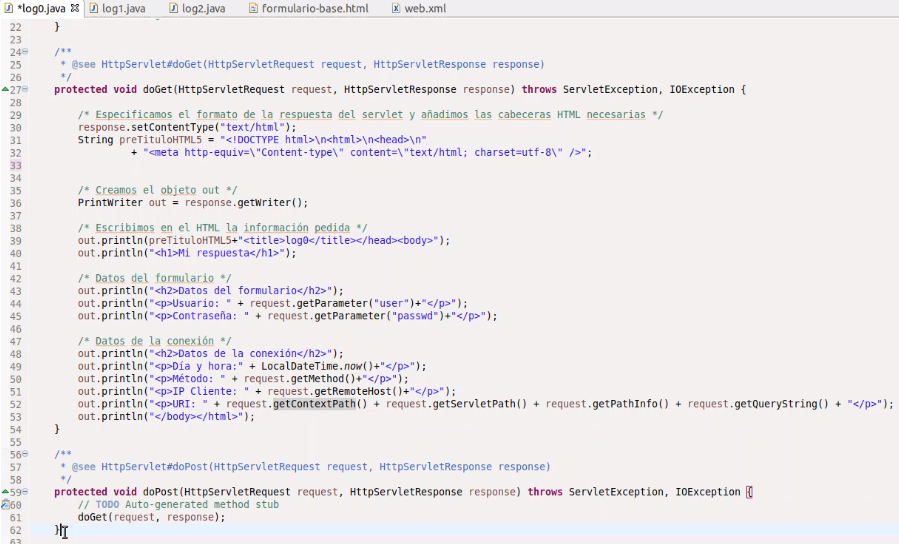 *log0.java log1.java log2.java formulario-base.html web.xml
22 }
23
24 /**
25 * @see HttpServlet#doGet(HttpServletRequest request, HttpServletResponse response)
26 */
27 protected void doGet(HttpServletRequest request, HttpServletResponse response) throws ServletException, IOException {
28
29 /* Especificamos el formato de la respuesta del servlet y añadimos las cabeceras HTML necesarias */
30 response.setContentType("text/html");
31 String preTituloHTML5 = "<!DOCTYPE html>\n<html>\n<head>\n"
32 + "<meta http-equiv=\"Content-type\" content=\"text/html; charset=utf-8\" />";
33
34
35 /* Creamos el objeto out */
36 PrintWriter out = response.getWriter();
37
38 /* Escribimos en el HTML la información pedida */
39 out.println(preTituloHTML5+"<title>log0</title></head><body>");
40 out.println("<h1>Mi respuesta</h1>");
41
42 /* Datos del formulario */
43 out.println("<h2>Datos del formulario</h2>");
44 out.println("<p>Usuario: " + request.getParameter("user")+"</p>");
45 out.println("<p>Contraseña: " + request.getParameter("passwd")+"</p>");
46
47 /* Datos de la conexión */
48 out.println("<h2>Datos de la conexión</h2>");
49 out.println("<p>Día y hora:" + LocalDateTime.now()+"</p>");
50 out.println("<p>Método: " + request.getMethod()+"</p>");
51 out.println("<p>IP Cliente: " + request.getRemoteHost()+"</p>");
52 out.println("<p>URI: " + request.getContextPath() + request.getServletPath() + request.getPathInfo() + request.getQueryString() + "</p>");
53 out.println("</body></html>");
54 }
55
56 /**
57 * @see HttpServlet#doPost(HttpServletRequest request, HttpServletResponse response)
58 */
59 protected void doPost(HttpServletRequest request, HttpServletResponse response) throws ServletException, IOException {
60 // TODO Auto-generated method stub
61 doGet(request, response);
62 }
63